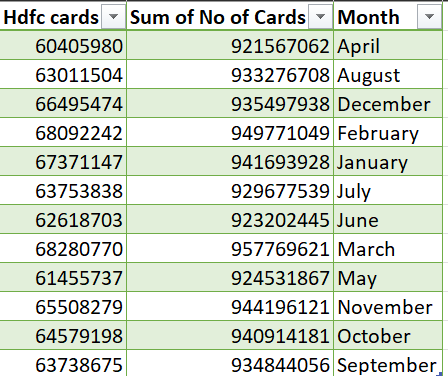 Hdfc cards Sum of No of Cards Month
60405980 921567062 April
63011504 933276708 August
66495474 935497938 December
68092242 949771049 February
67371147 941693928 January
63753838 929677539 July
62618703 923202445 June
68280770 957769621 March
61455737 924531867 May
65508279 944196121 November
64579198 940914181 October
63738675 934844056 September